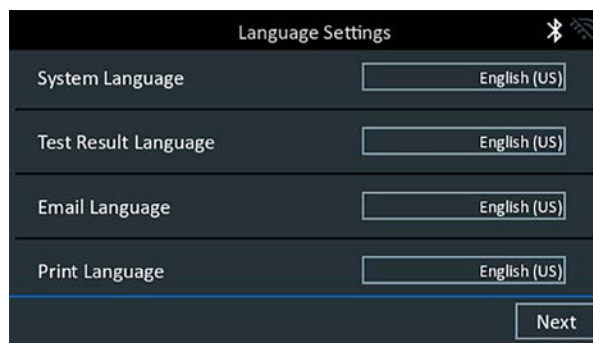 Language Settings
System Language English (US)
Test Result Language English (US)
Email Language English (US)
Print Language English (US)
Next